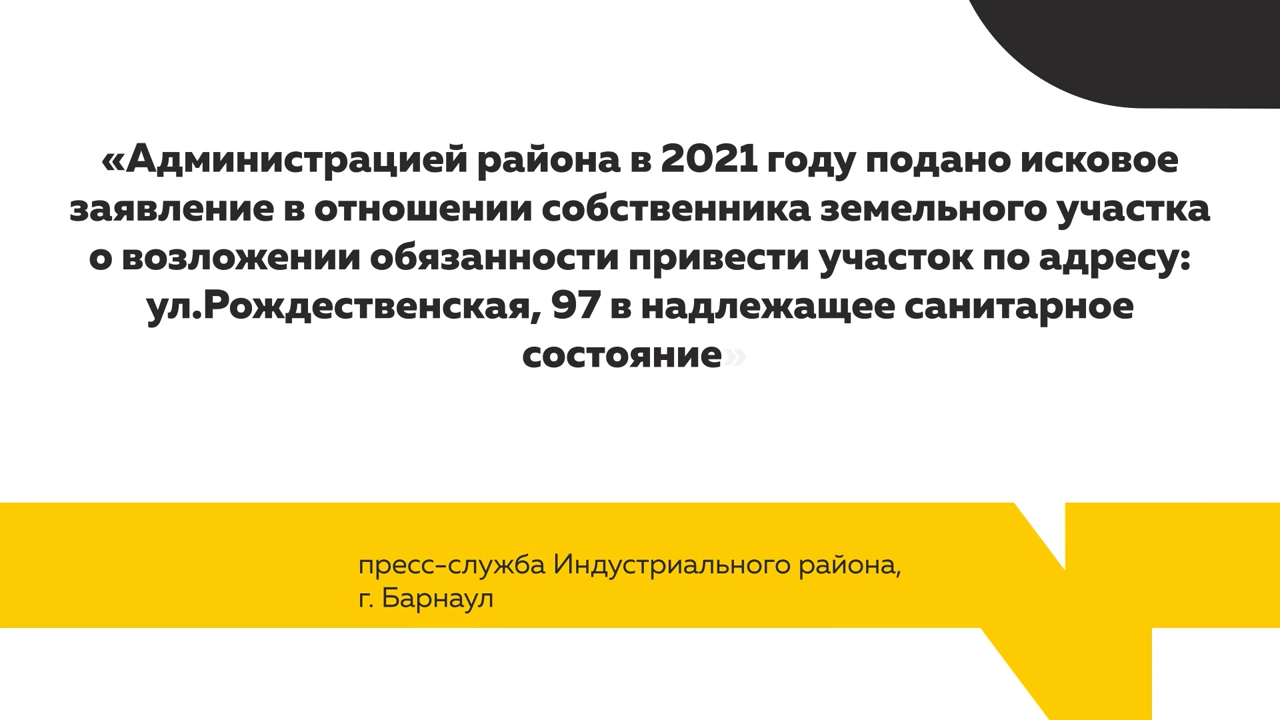 «Администрацией района в 2021 году подано исковое
заявление в отношении собственника земельного участка
о возложении обязанности привести участок по адресу:
ул.Рождественская, 97 в надлежащее санитарное
состояние»
пресс-служба Индустриального района,
г. Барнаул